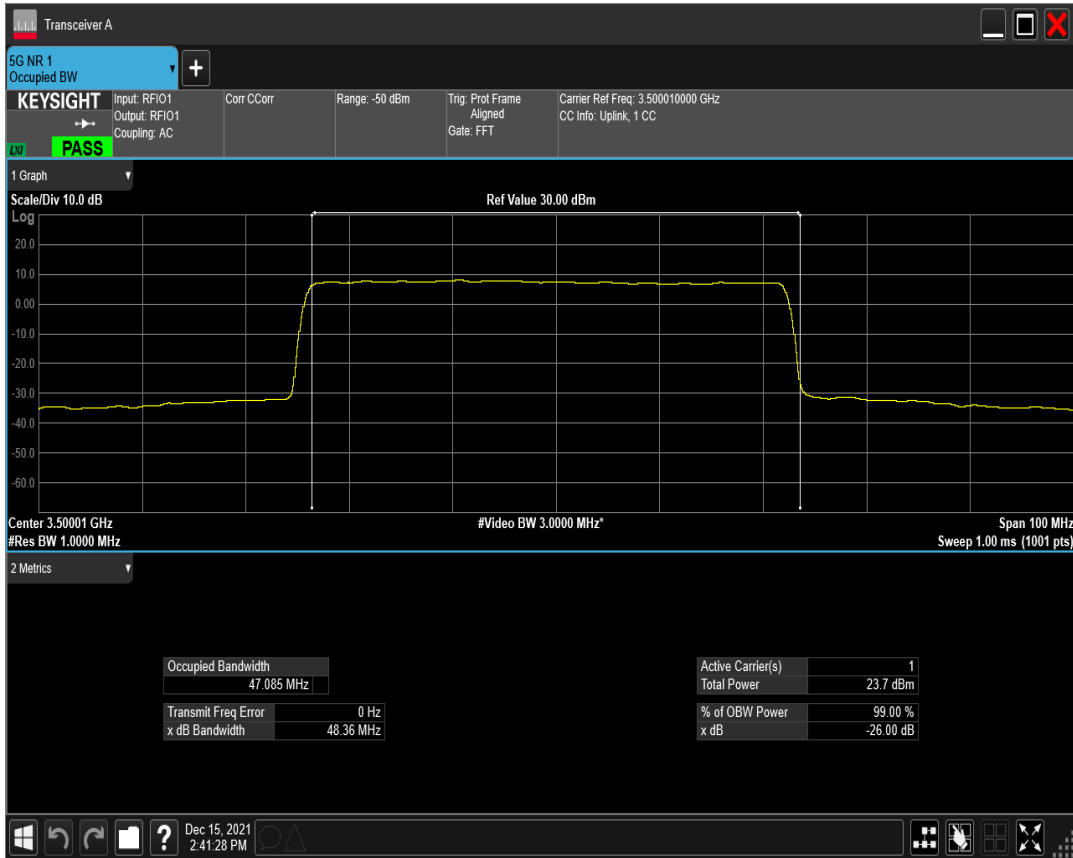 Transceiver A
5G NR 1
Occupied BW
KEYSIGHT
LXI
PASS
Input: RFIO1
Output: RFIO1
Coupling: AC
Corr CCorr
Range: -50 dBm
Trig: Prot Frame
Aligned
Gate: FFT
Carrier Ref Freq: 3.500010000 GHz
CC Info: Uplink, 1 CC
1 Graph
Scale/Div 10.0 dB
Ref Value 30.00 dBm
Log
20.0
10.0
0.00
-10.0
-20.0
-30.0
-40.0
-50.0
-60.0
Center 3.50001 GHz
#Video BW 3.0000 MHz*
Span 100 MHz
#Res BW 1.0000 MHz
Sweep 1.00 ms (1001 pts)
2 Metrics
Occupied Bandwidth
47.085 MHz
Transmit Freq Error 0 Hz
x dB Bandwidth 48.36 MHz
Active Carrier(s) 1
Total Power 23.7 dBm
% of OBW Power 99.00 %
x dB -26.00 dB
?
Dec 15, 2021
2:41:28 PM